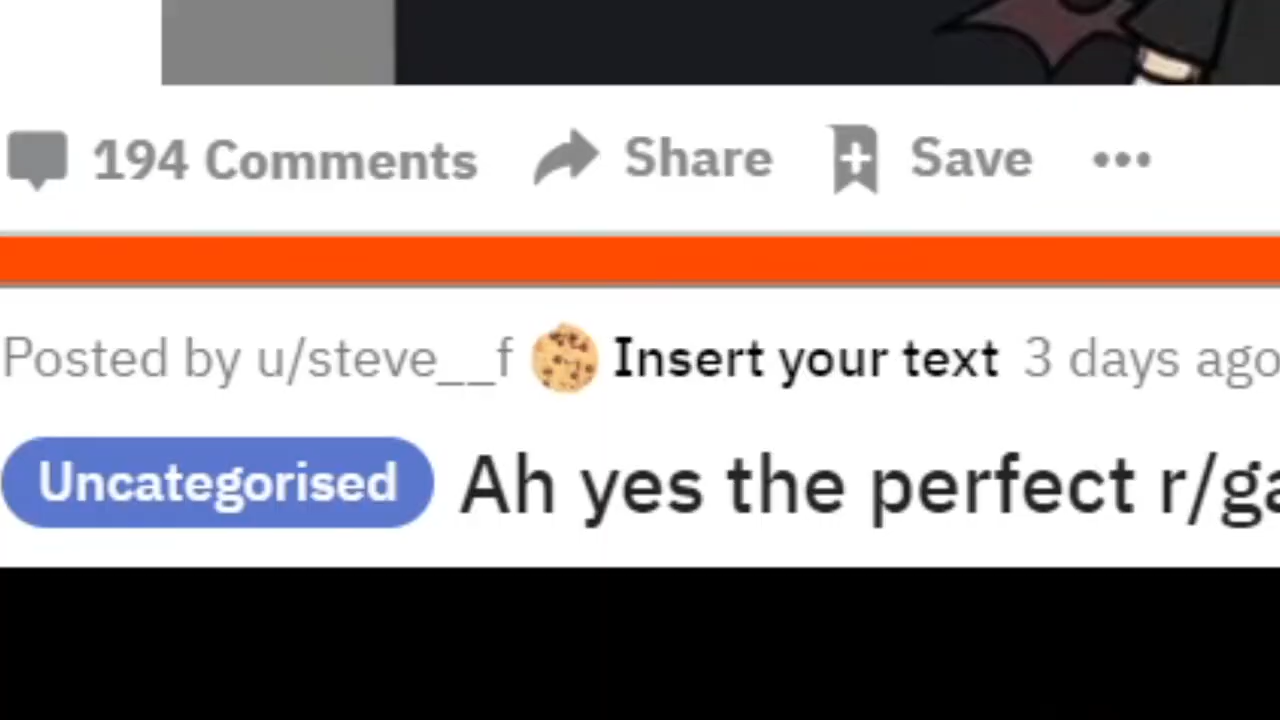 194 Comments Share Save
Posted by u/steve__f Insert your text 3 days ago
Uncategorised Ah yes the perfect r/ga